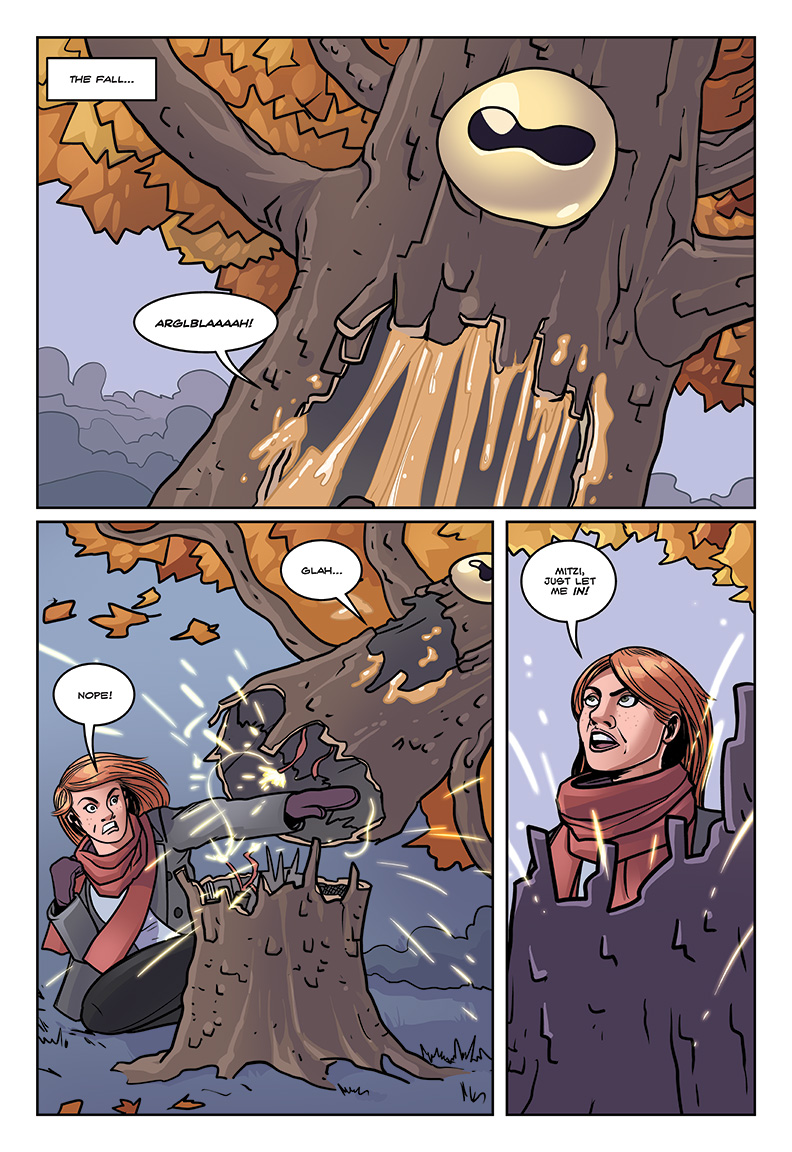 THE FALL...
ARGLBLAAAAH!
GLAH...
NOPE!
MITZI,
JUST LET
ME IN!